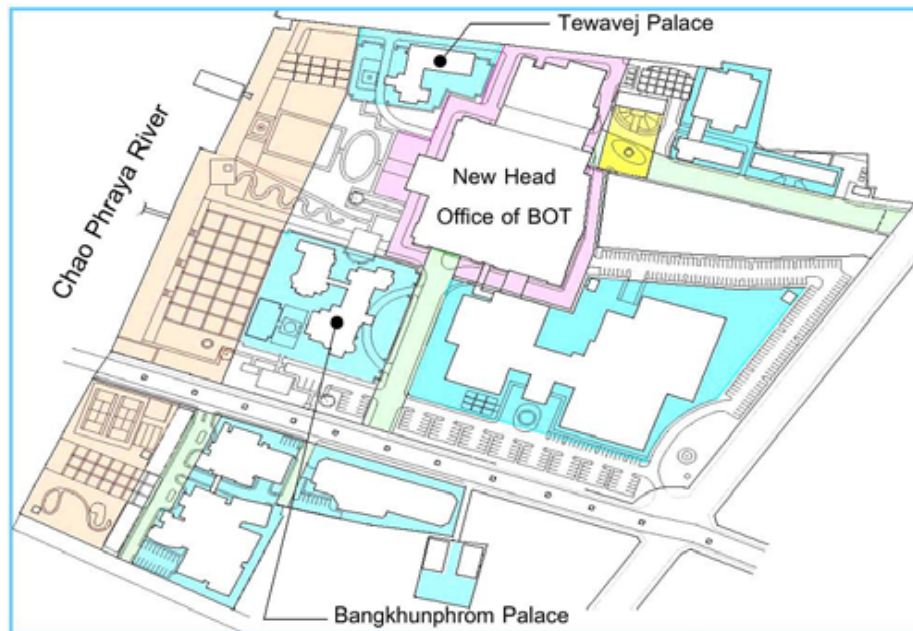 Tewavej Palace
Chao Phraya River
New Head
Office of BOT
Bangkhunphrom Palace